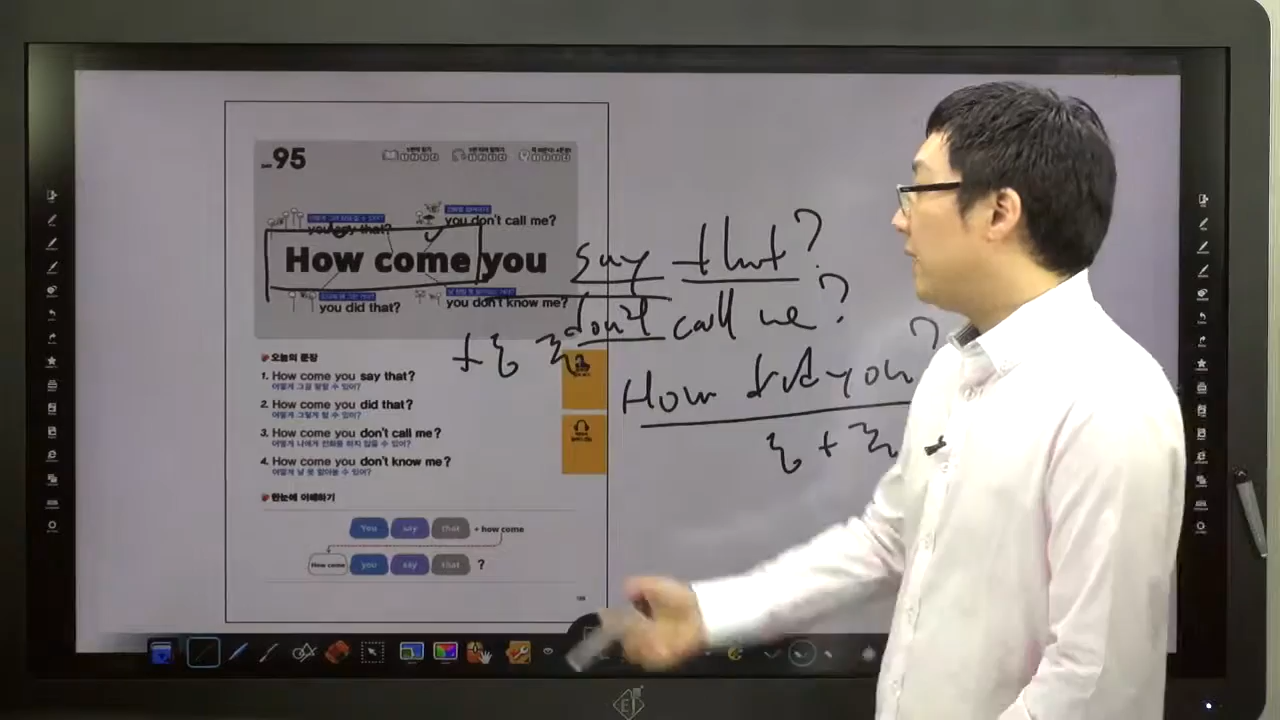 DAY 95
you say that?
you don't call me?
How come you
you did that?
you don't know me?
say that?
don't call me?
How did you ?
오늘의 문장
1. How come you say that?
어떻게 그걸 말할 수 있어?
2. How come you did that?
어떻게 그렇게 할 수 있어?
3. How come you don't call me?
어떻게 나에게 전화를 하지 않을 수 있어?
4. How come you don't know me?
어떻게 날 못 알아볼 수 있어?
한눈에 이해하기
You say that + how come
How come you say that ?